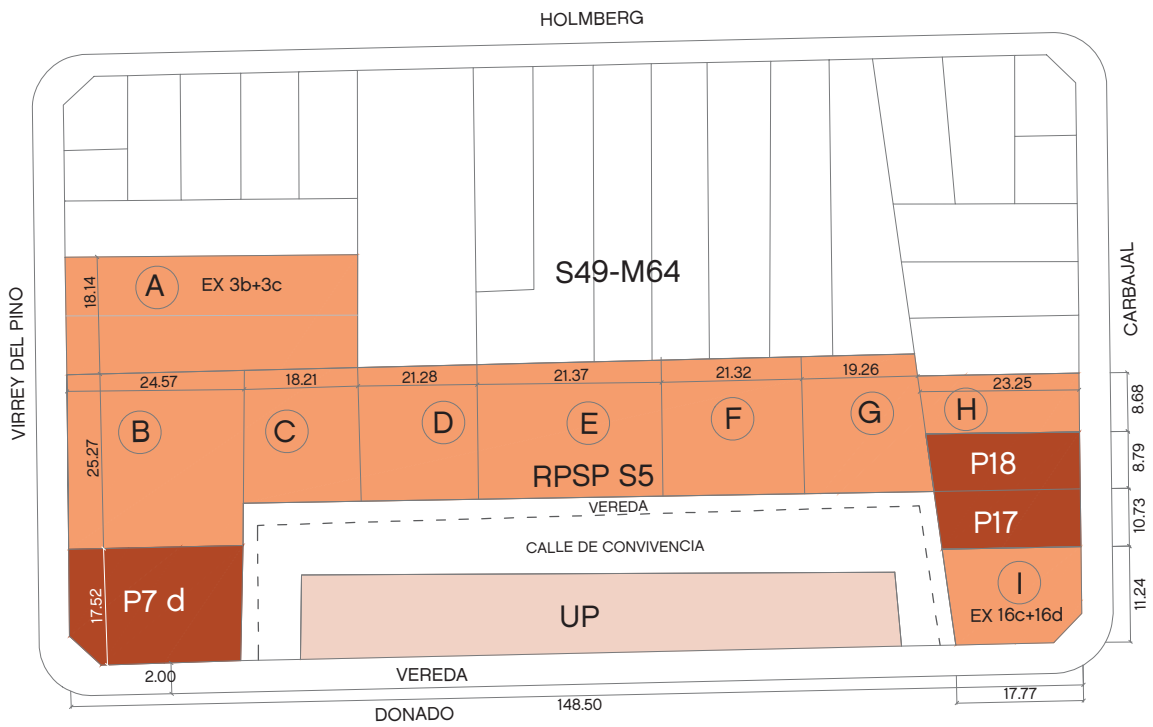 HOLMBERG
VIRREY DEL PINO
CARBAJAL
A
EX 3b+3c
18.14
S49-M64
24.57
18.21
21.28
21.37
21.32
19.26
23.25
8.68
B
C
D
E
F
G
H
25.27
RPSP S5
P18
8.79
VEREDA
P17
10.73
CALLE DE CONVIVENCIA
17.52
P7 d
UP
I
EX 16c+16d
11.24
2.00
VEREDA
148.50
17.77
DONADO